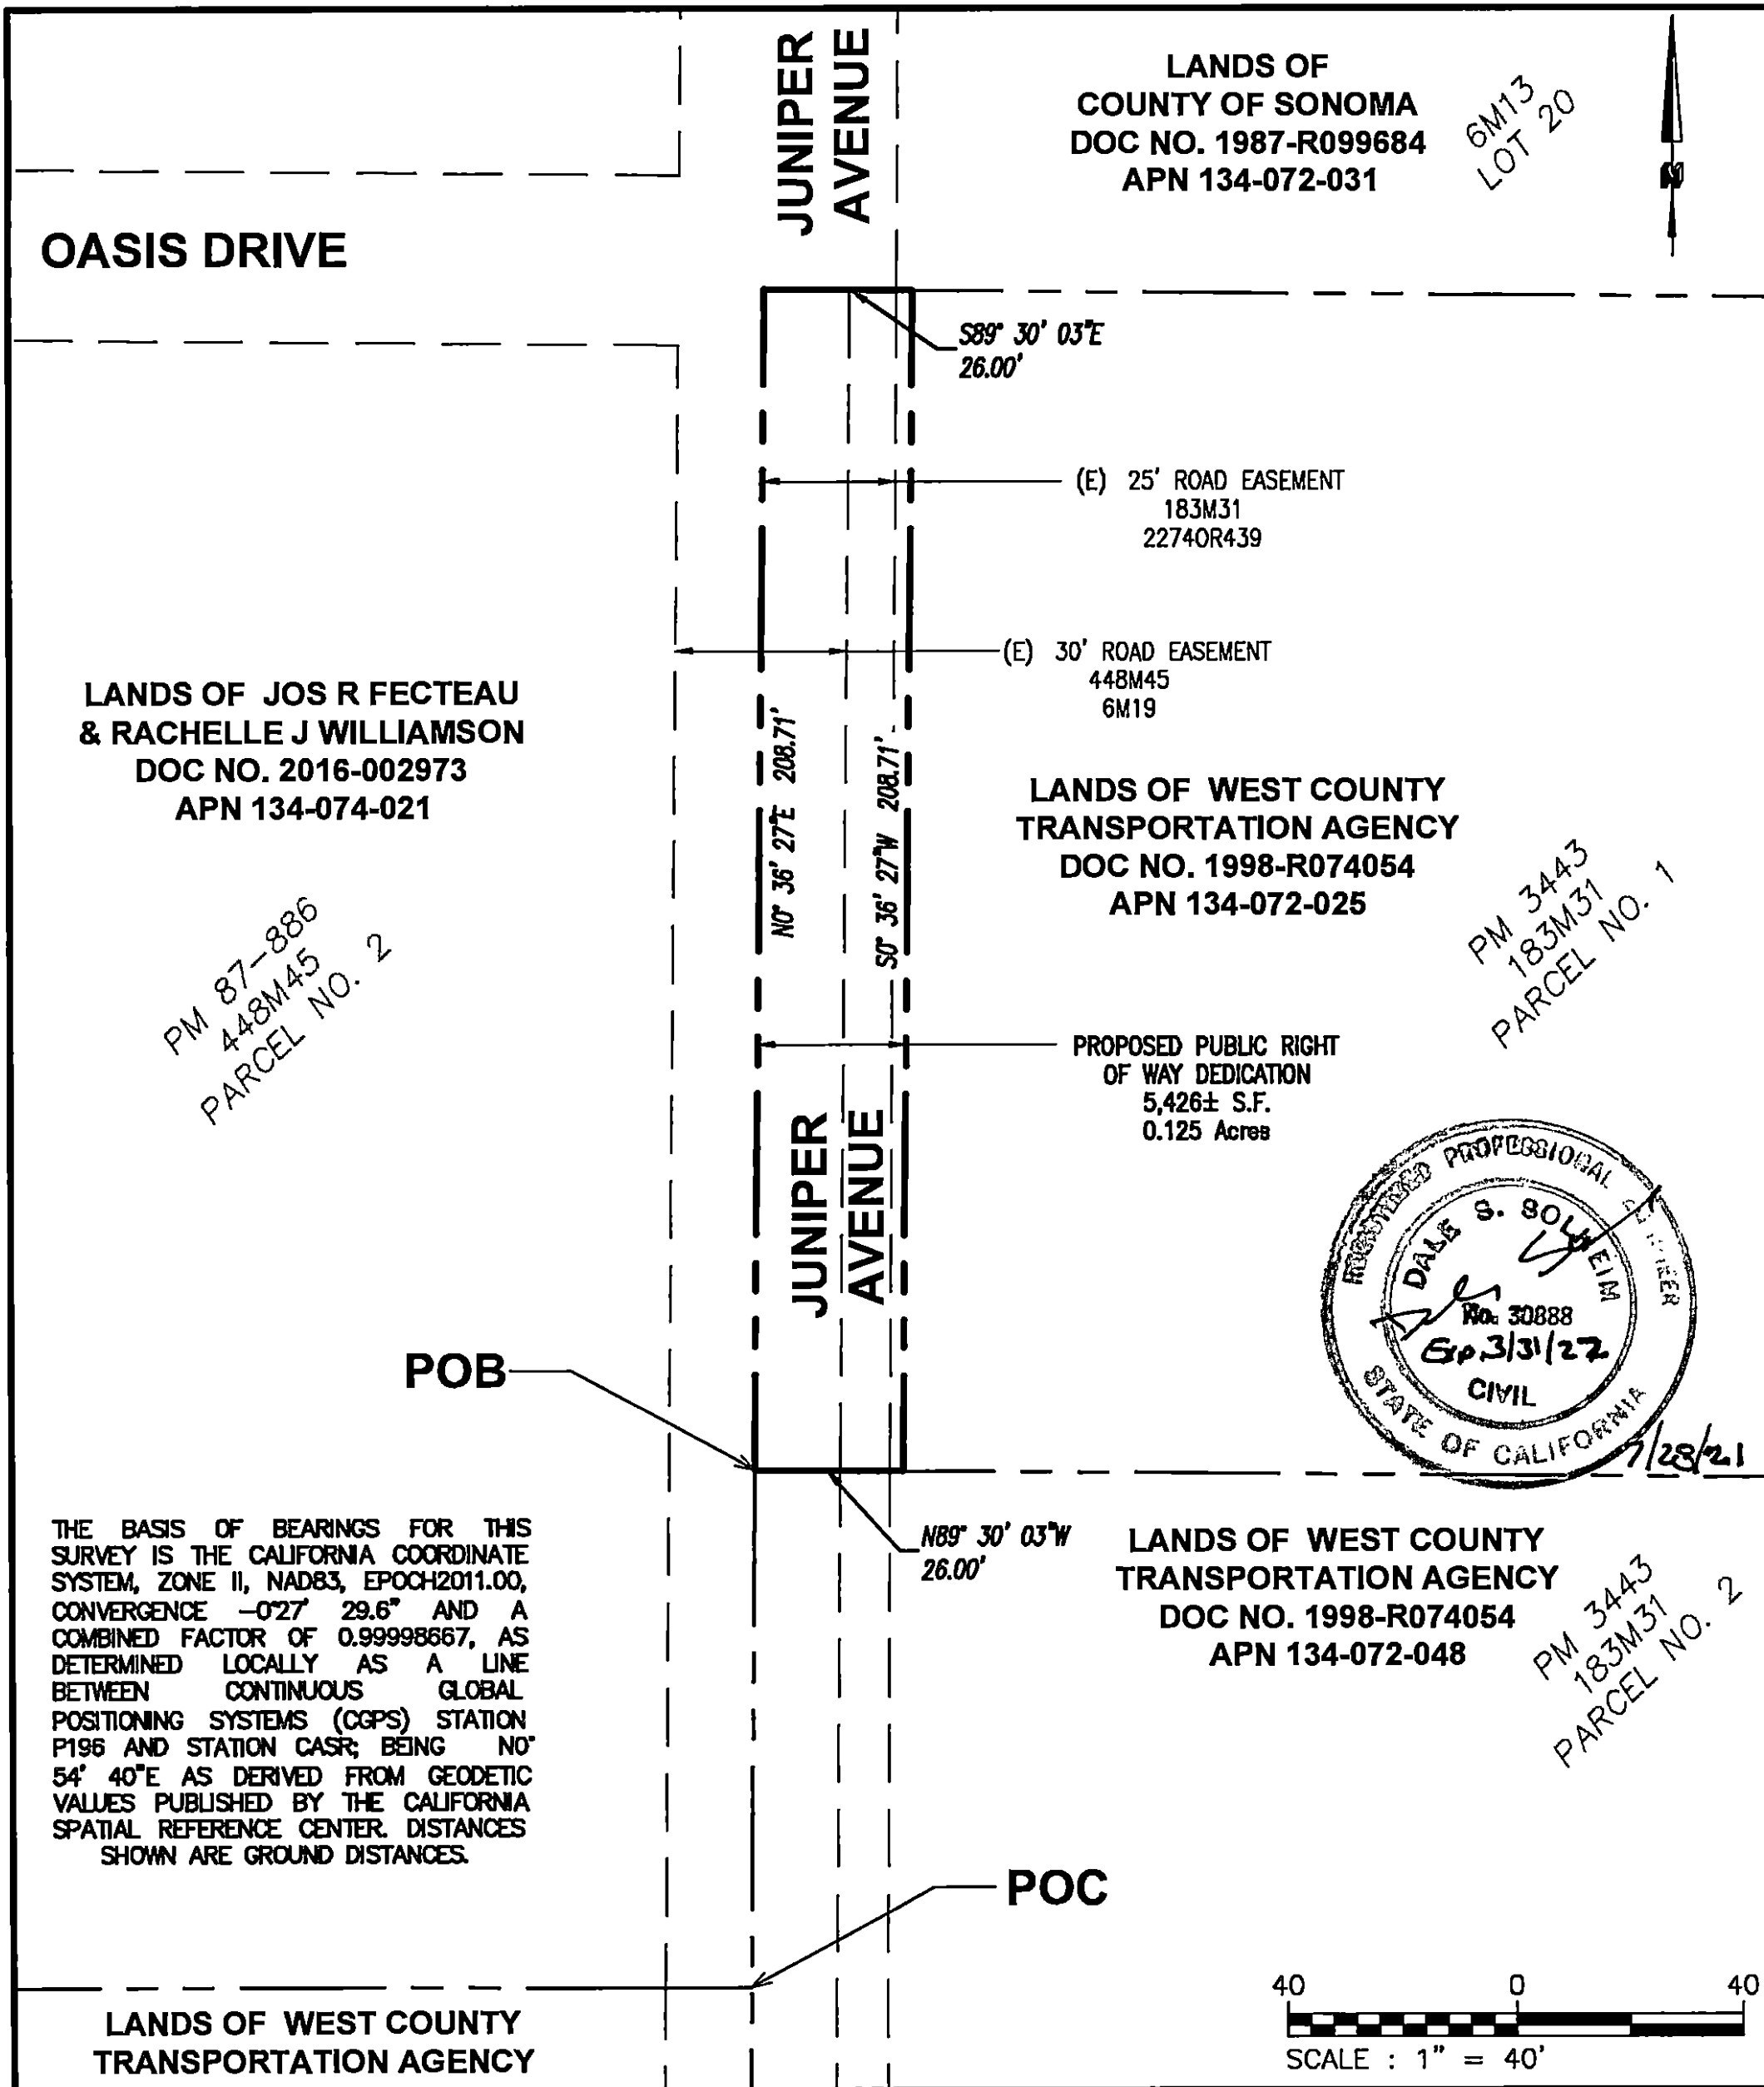 JUNIPER
AVENUE
LANDS OF
COUNTY OF SONOMA
DOC NO. 1987-R099684
APN 134-072-031
6M13
LOT 20
N
OASIS DRIVE
S89° 30' 03"E
26.00'
(E) 25' ROAD EASEMENT
183M31
2274OR439
(E) 30' ROAD EASEMENT
448M45
6M19
LANDS OF JOS R FECTEAU
& RACHELLE J WILLIAMSON
DOC NO. 2016-002973
APN 134-074-021
N0° 36' 27"E 208.71'
S0° 36' 27"W 208.71'
LANDS OF WEST COUNTY
TRANSPORTATION AGENCY
DOC NO. 1998-R074054
APN 134-072-025
PM 3443
183M31
PARCEL NO. 1
PM 87-886
448M45
PARCEL NO. 2
PROPOSED PUBLIC RIGHT
OF WAY DEDICATION
5,426± S.F.
0.125 Acres
JUNIPER
AVENUE
REGISTERED PROFESSIONAL ENGINEER
DALE S. SOLHEIM
No. 30888
Exp. 3/31/22
CIVIL
STATE OF CALIFORNIA
7/28/21
POB
N89° 30' 03"W
26.00'
LANDS OF WEST COUNTY
TRANSPORTATION AGENCY
DOC NO. 1998-R074054
APN 134-072-048
PM 3443
183M31
PARCEL NO. 2
THE BASIS OF BEARINGS FOR THIS
SURVEY IS THE CALIFORNIA COORDINATE
SYSTEM, ZONE II, NAD83, EPOCH2011.00,
CONVERGENCE -0°27' 29.6" AND A
COMBINED FACTOR OF 0.99998667, AS
DETERMINED LOCALLY AS A LINE
BETWEEN CONTINUOUS GLOBAL
POSITIONING SYSTEMS (CGPS) STATION
P196 AND STATION CASR; BEING N0°
54' 40"E AS DERIVED FROM GEODETIC
VALUES PUBLISHED BY THE CALIFORNIA
SPATIAL REFERENCE CENTER. DISTANCES
SHOWN ARE GROUND DISTANCES.
POC
LANDS OF WEST COUNTY
TRANSPORTATION AGENCY
40 0 40
SCALE : 1" = 40'